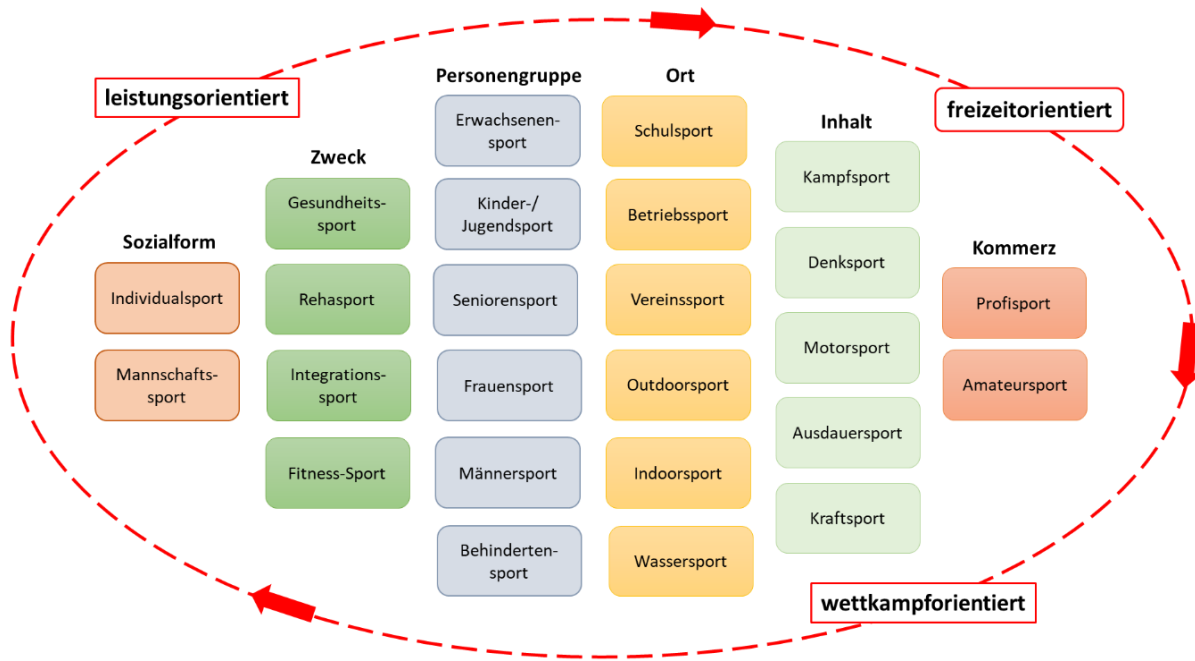 leistungsorientiert
freizeitorientiert
Sozialform
Individualsport
Mannschafts-
sport
Zweck
Gesundheits-
sport
Rehasport
Integrations-
sport
Fitness-Sport
Personengruppe
Erwachsenen-
sport
Kinder-/
Jugendsport
Seniorensport
Frauensport
Männersport
Behinderten-
sport
Ort
Schulsport
Betriebssport
Vereinssport
Outdoorsport
Indoorsport
Wassersport
Inhalt
Kampfsport
Denksport
Motorsport
Ausdauersport
Kraftsport
Kommerz
Profisport
Amateursport
wettkampforientiert